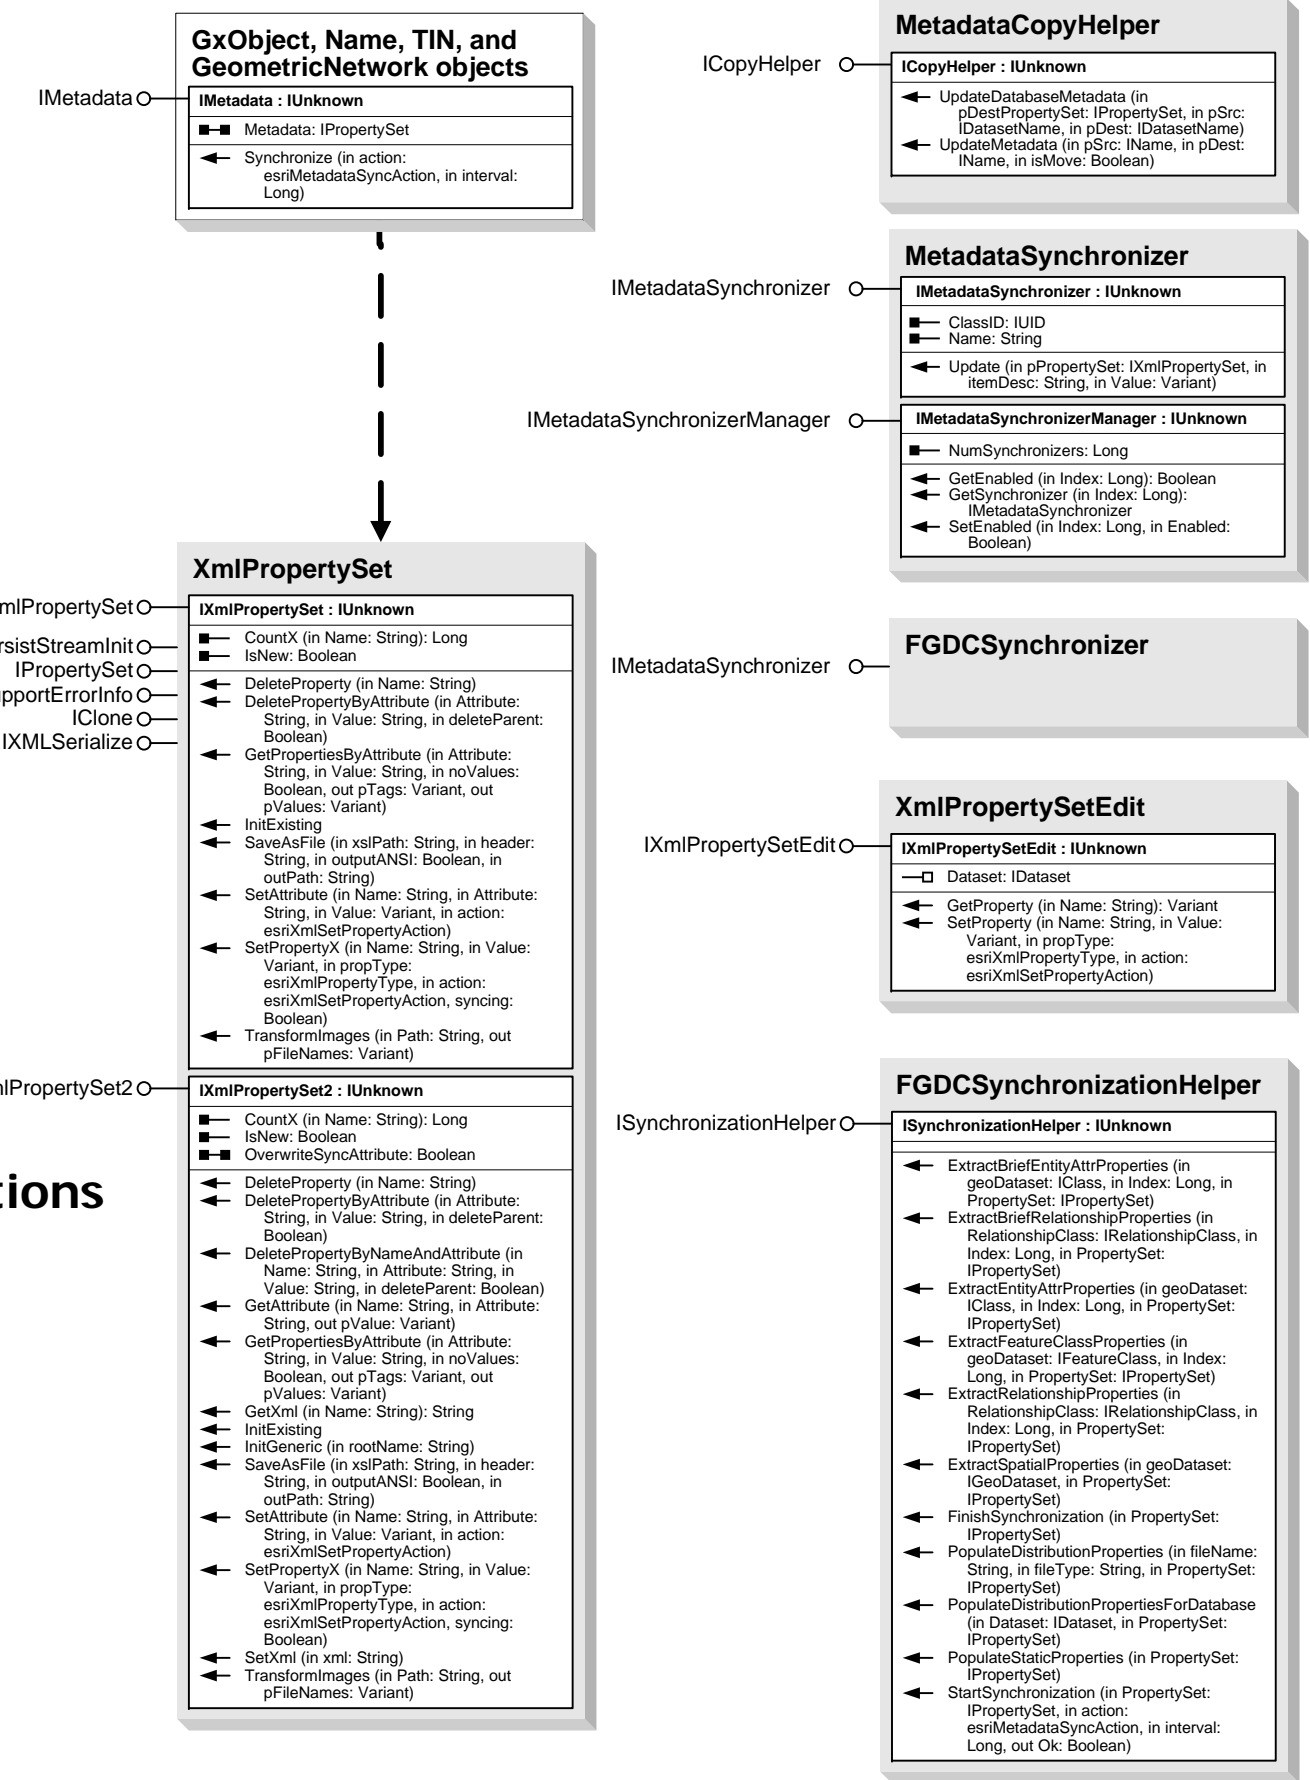 GxObject, Name, TIN, and
GeometricNetwork objects
IMetadata
IMetadata : IUnknown
Metadata: IPropertySet
Synchronize (in action:
esriMetadataSyncAction, in interval:
Long)
XmlPropertySet
mlPropertySet
IXmlPropertySet : IUnknown
rsistStreamInit
IPropertySet
pportErrorInfo
IClone
IXMLSerialize
CountX (in Name: String): Long
IsNew: Boolean
DeleteProperty (in Name: String)
DeletePropertyByAttribute (in Attribute:
String, in Value: String, in deleteParent:
Boolean)
GetPropertiesByAttribute (in Attribute:
String, in Value: String, in noValues:
Boolean, out pTags: Variant, out
pValues: Variant)
InitExisting
SaveAsFile (in xslPath: String, in header:
String, in outputANSI: Boolean, in
outPath: String)
SetAttribute (in Name: String, in Attribute:
String, in Value: Variant, in action:
esriXmlSetPropertyAction)
SetPropertyX (in Name: String, in Value:
Variant, in propType:
esriXmlPropertyType, in action:
esriXmlSetPropertyAction, syncing:
Boolean)
TransformImages (in Path: String, out
pFileNames: Variant)
nlPropertySet2
IXmlPropertySet2 : IUnknown
CountX (in Name: String): Long
IsNew: Boolean
OverwriteSyncAttribute: Boolean
tions
DeleteProperty (in Name: String)
DeletePropertyByAttribute (in Attribute:
String, in Value: String, in deleteParent:
Boolean)
DeletePropertyByNameAndAttribute (in
Name: String, in Attribute: String, in
Value: String, in deleteParent: Boolean)
GetAttribute (in Name: String, in Attribute:
String, out pValue: Variant)
GetPropertiesByAttribute (in Attribute:
String, in Value: String, in noValues:
Boolean, out pTags: Variant, out
pValues: Variant)
GetXml (in Name: String): String
InitExisting
InitGeneric (in rootName: String)
SaveAsFile (in xslPath: String, in header:
String, in outputANSI: Boolean, in
outPath: String)
SetAttribute (in Name: String, in Attribute:
String, in Value: Variant, in action:
esriXmlSetPropertyAction)
SetPropertyX (in Name: String, in Value:
Variant, in propType:
esriXmlPropertyType, in action:
esriXmlSetPropertyAction, syncing:
Boolean)
SetXml (in xml: String)
TransformImages (in Path: String, out
pFileNames: Variant)
MetadataCopyHelper
ICopyHelper
ICopyHelper : IUnknown
UpdateDatabaseMetadata (in
pDestPropertySet: IPropertySet, in pSrc:
IDatasetName, in pDest: IDatasetName)
UpdateMetadata (in pSrc: IName, in pDest:
IName, in isMove: Boolean)
MetadataSynchronizer
IMetadataSynchronizer
IMetadataSynchronizer : IUnknown
ClassID: IUID
Name: String
Update (in pPropertySet: IXmlPropertySet, in
itemDesc: String, in Value: Variant)
IMetadataSynchronizerManager
IMetadataSynchronizerManager : IUnknown
NumSynchronizers: Long
GetEnabled (in Index: Long): Boolean
GetSynchronizer (in Index: Long):
IMetadataSynchronizer
SetEnabled (in Index: Long, in Enabled:
Boolean)
FGDCSynchronizer
IMetadataSynchronizer
XmlPropertySetEdit
IXmlPropertySetEdit
IXmlPropertySetEdit : IUnknown
Dataset: IDataset
GetProperty (in Name: String): Variant
SetProperty (in Name: String, in Value:
Variant, in propType:
esriXmlPropertyType, in action:
esriXmlSetPropertyAction)
FGDCSynchronizationHelper
ISynchronizationHelper
ISynchronizationHelper : IUnknown
ExtractBriefEntityAttrProperties (in
geoDataset: IClass, in Index: Long, in
PropertySet: IPropertySet)
ExtractBriefRelationshipProperties (in
RelationshipClass: IRelationshipClass, in
Index: Long, in PropertySet:
IPropertySet)
ExtractEntityAttrProperties (in geoDataset:
IClass, in Index: Long, in PropertySet:
IPropertySet)
ExtractFeatureClassProperties (in
geoDataset: IFeatureClass, in Index:
Long, in PropertySet: IPropertySet)
ExtractRelationshipProperties (in
RelationshipClass: IRelationshipClass, in
Index: Long, in PropertySet:
IPropertySet)
ExtractSpatialProperties (in geoDataset:
IGeoDataset, in PropertySet:
IPropertySet)
FinishSynchronization (in PropertySet:
IPropertySet)
PopulateDistributionProperties (in fileName:
String, in fileType: String, in PropertySet:
IPropertySet)
PopulateDistributionPropertiesForDatabase
(in Dataset: IDataset, in PropertySet:
IPropertySet)
PopulateStaticProperties (in PropertySet:
IPropertySet)
StartSynchronization (in PropertySet:
IPropertySet, in action:
esriMetadataSyncAction, in interval:
Long, out Ok: Boolean)